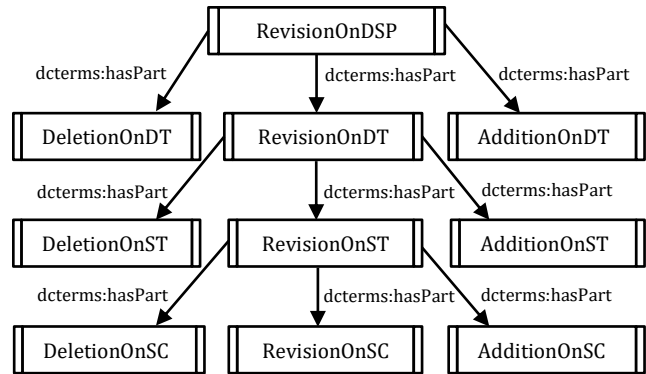 RevisionOnDSP
dcterms:hasPart
dcterms:hasPart
dcterms:hasPart
DeletionOnDT
RevisionOnDT
AdditionOnDT
dcterms:hasPart
dcterms:hasPart
dcterms:hasPart
DeletionOnST
RevisionOnST
AdditionOnST
dcterms:hasPart
dcterms:hasPart
dcterms:hasPart
DeletionOnSC
RevisionOnSC
AdditionOnSC